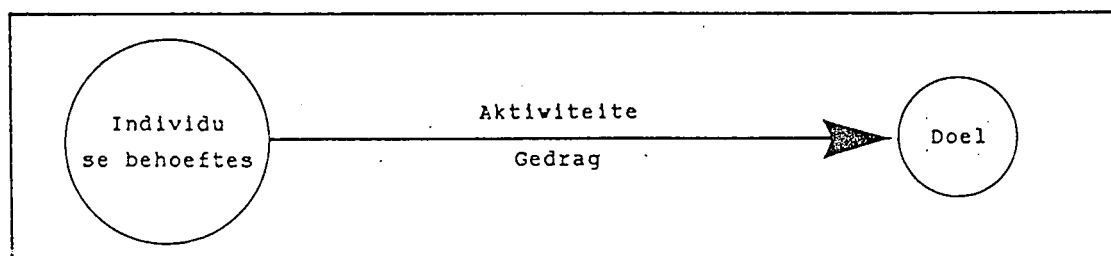 Individu
se behoeftes
Aktiwiteite
Gedrag
Doel